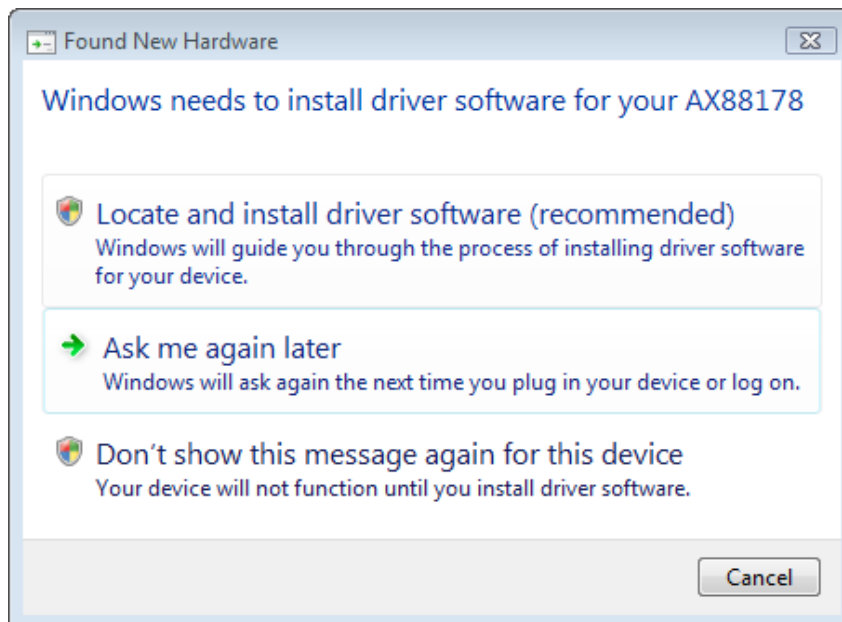 Found New Hardware
Windows needs to install driver software for your AX88178
Locate and install driver software (recommended)
Windows will guide you through the process of installing driver software
for your device.
Ask me again later
Windows will ask again the next time you plug in your device or log on.
Don't show this message again for this device
Your device will not function until you install driver software.
Cancel